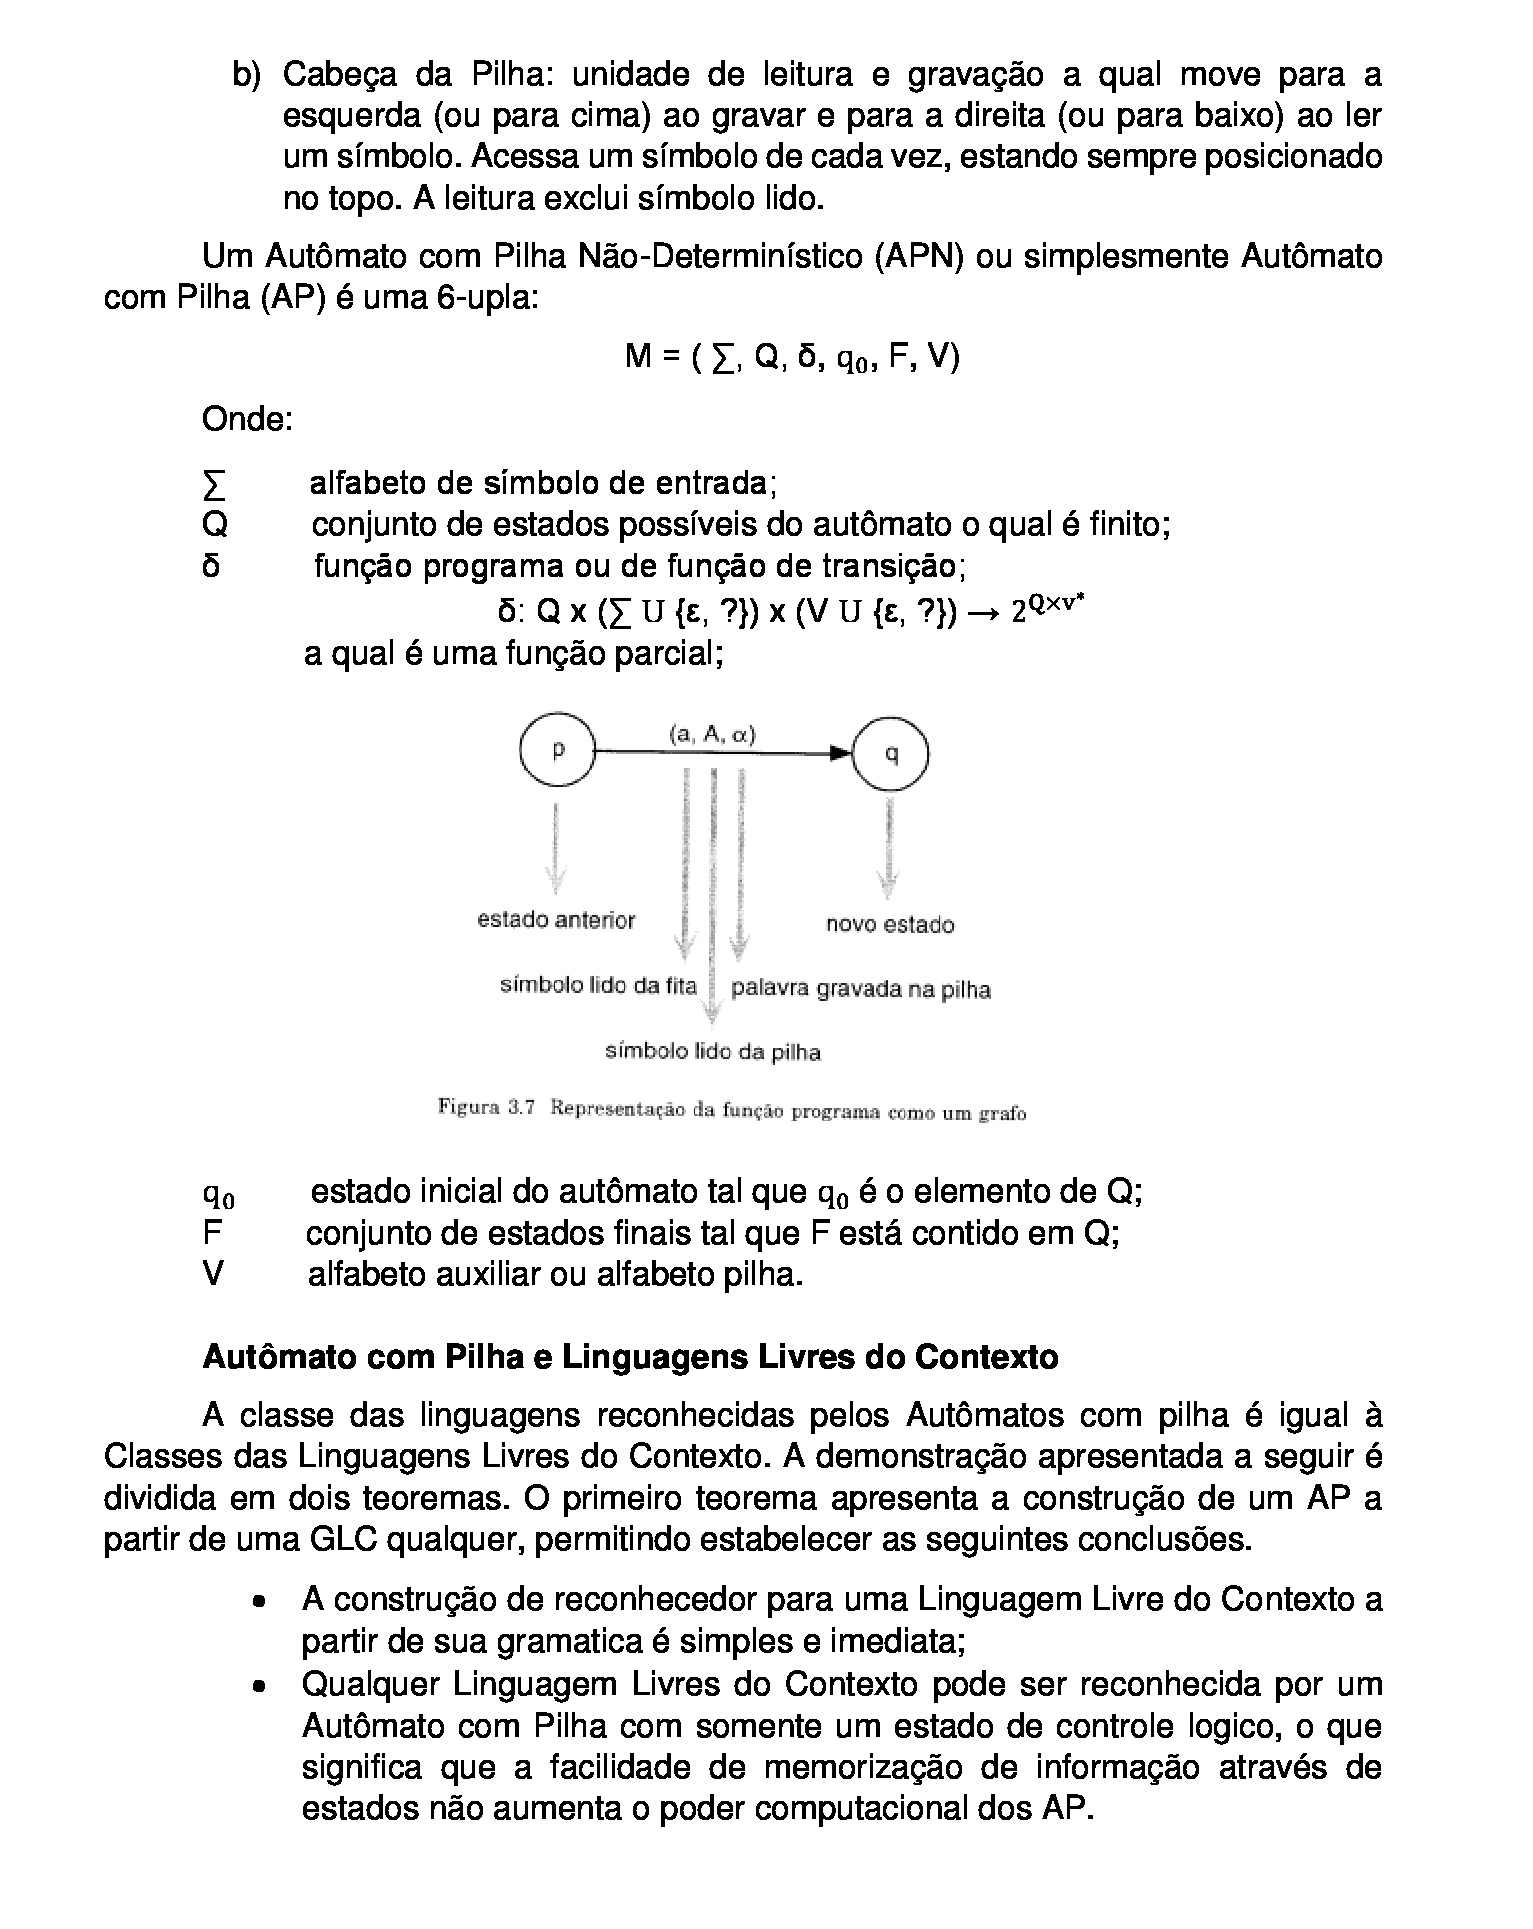 b) Cabeça da Pilha: unidade de leitura e gravação a qual move para a
esquerda (ou para cima) ao gravar e para a direita (ou para baixo) ao ler
um símbolo. Acessa um símbolo de cada vez, estando sempre posicionado
no topo. A leitura exclui símbolo lido.
Um Autômato com Pilha Não-Determinístico (APN) ou simplesmente Autômato
com Pilha (AP) é uma 6-upla:
M = ( ∑, Q, δ, q₀, F, V)
Onde:
∑ alfabeto de símbolo de entrada;
Q conjunto de estados possíveis do autômato o qual é finito;
δ função programa ou de função de transição;
δ: Q x (∑ U {ε, ?}) x (V U {ε, ?}) → 2^{Q×v*}
a qual é uma função parcial;
(a, A, α)
p q
estado anterior novo estado
símbolo lido da fita palavra gravada na pilha
símbolo lido da pilha
Figura 3.7 Representação da função programa como um grafo
q₀ estado inicial do autômato tal que q₀ é o elemento de Q;
F conjunto de estados finais tal que F está contido em Q;
V alfabeto auxiliar ou alfabeto pilha.
Autômato com Pilha e Linguagens Livres do Contexto
A classe das linguagens reconhecidas pelos Autômatos com pilha é igual à
Classes das Linguagens Livres do Contexto. A demonstração apresentada a seguir é
dividida em dois teoremas. O primeiro teorema apresenta a construção de um AP a
partir de uma GLC qualquer, permitindo estabelecer as seguintes conclusões.
• A construção de reconhecedor para uma Linguagem Livre do Contexto a
partir de sua gramatica é simples e imediata;
• Qualquer Linguagem Livres do Contexto pode ser reconhecida por um
Autômato com Pilha com somente um estado de controle logico, o que
significa que a facilidade de memorização de informação através de
estados não aumenta o poder computacional dos AP.